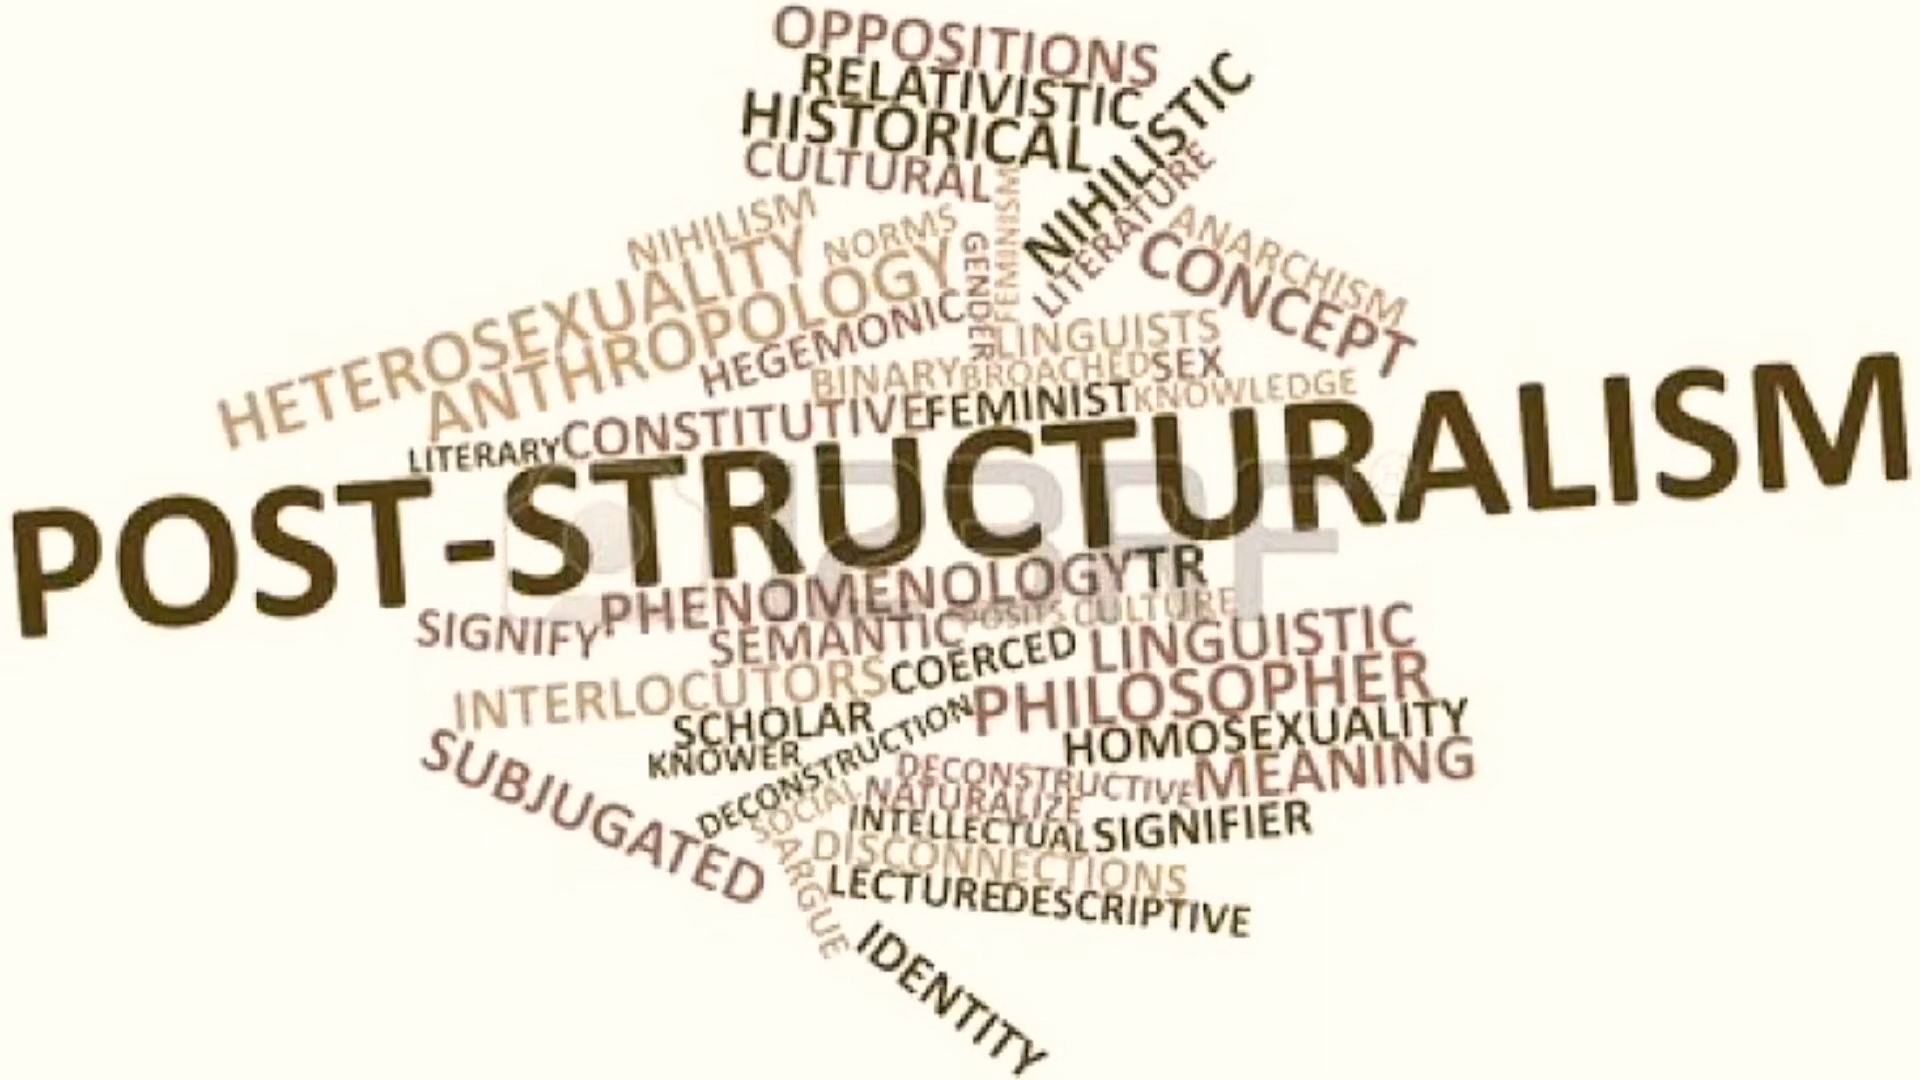 OPPOSITIONS
RELATIVISTIC
HISTORICAL
CULTURAL
NIHILISTIC
LITERATURE
FEMINISM
GENDER
NIHILISM
NORMS
HETEROSEXUALITY
ANTHROPOLOGY
HEGEMONIC
ANARCHISM
CONCEPT
LINGUISTS
BINARY BROACHED SEX
LITERARY CONSTITUTIVE FEMINIST KNOWLEDGE
POST-STRUCTURALISM
PHENOMENOLOGY TR
SIGNIFY SEMANTIC POSITS CULTURE
INTERLOCUTORS COERCED LINGUISTIC
SCHOLAR PHILOSOPHER
KNOWER DECONSTRUCTION HOMOSEXUALITY
SUBJUGATED DECONSTRUCTIVE MEANING
SOCIAL NATURALIZE
INTELLECTUAL SIGNIFIER
ARGUE DISCONNECTIONS
LECTURE DESCRIPTIVE
IDENTITY